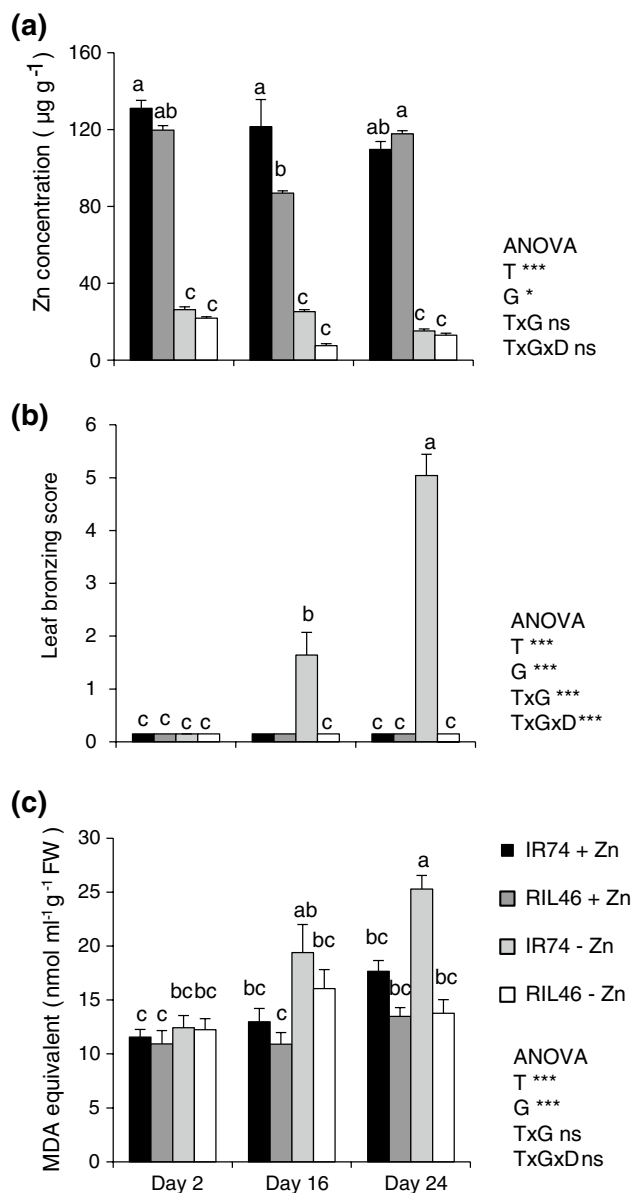 (a)
Zn concentration ( µg g⁻¹)
160
120
80
40
0
a
ab
c
c
a
b
c
c
ab
a
c
c
ANOVA
T ***
G *
TxG ns
TxGxD ns
(b)
Leaf bronzing score
6
5
4
3
2
1
0
c c c c
b
c
c c
a
c
ANOVA
T ***
G ***
TxG ***
TxGxD***
(c)
MDA equivalent (nmol ml⁻¹g⁻¹ FW )
30
25
20
15
10
5
0
c c bc bc
bc
c
ab
bc
bc
bc
a
bc
Day 2
Day 16
Day 24
IR74 + Zn
RIL46 + Zn
IR74 - Zn
RIL46 - Zn
ANOVA
T ***
G ***
TxG ns
TxGxD ns